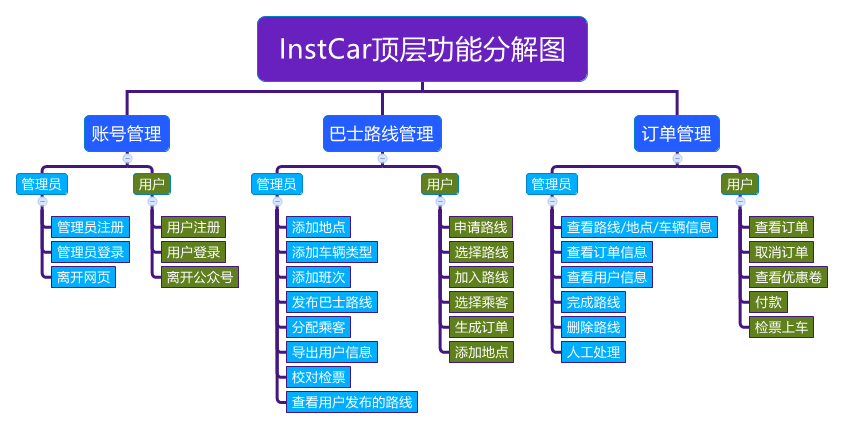 InstCar顶层功能分解图
账号管理
管理员
管理员注册
管理员登录
离开网页
用户
用户注册
用户登录
离开公众号
巴士路线管理
管理员
添加地点
添加车辆类型
添加班次
发布巴士路线
分配乘客
导出用户信息
校对检票
查看用户发布的路线
用户
申请路线
选择路线
加入路线
选择乘客
生成订单
添加地点
订单管理
管理员
查看路线/地点/车辆信息
查看订单信息
查看用户信息
完成路线
删除路线
人工处理
用户
查看订单
取消订单
查看优惠卷
付款
检票上车